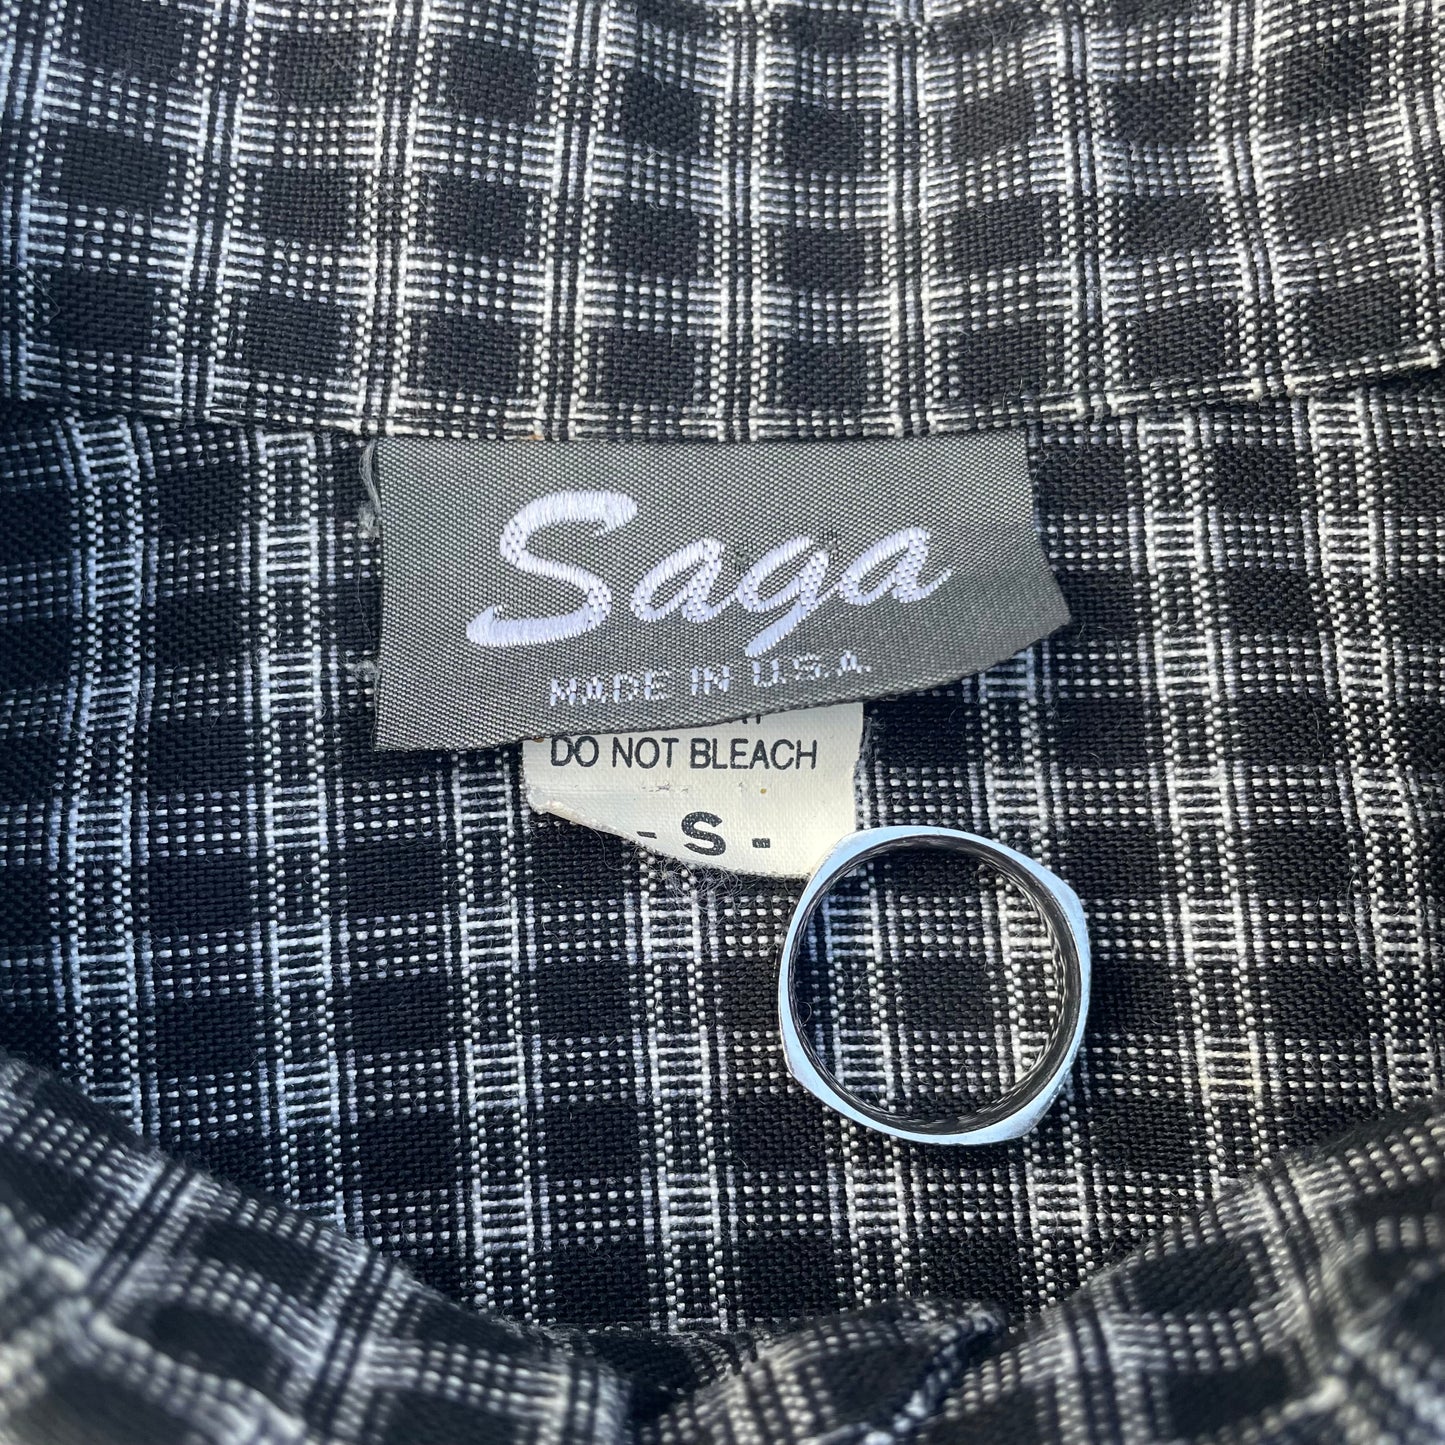 Saga
MADE IN U.S.A.
DO NOT BLEACH
- S -